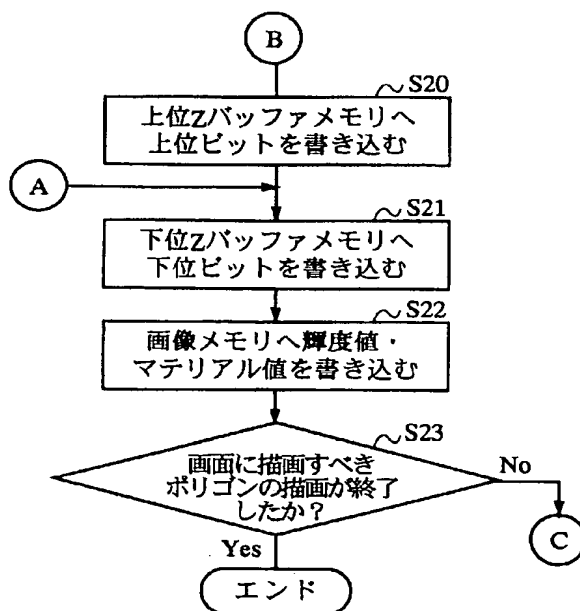 B
S20
上位Zバッファメモリへ
上位ビットを書き込む
A
S21
下位Zバッファメモリへ
下位ビットを書き込む
S22
画像メモリへ輝度値・
マテリアル値を書き込む
S23
画面に描画すべき
ポリゴンの描画が終了
したか？
No
C
Yes
エンド